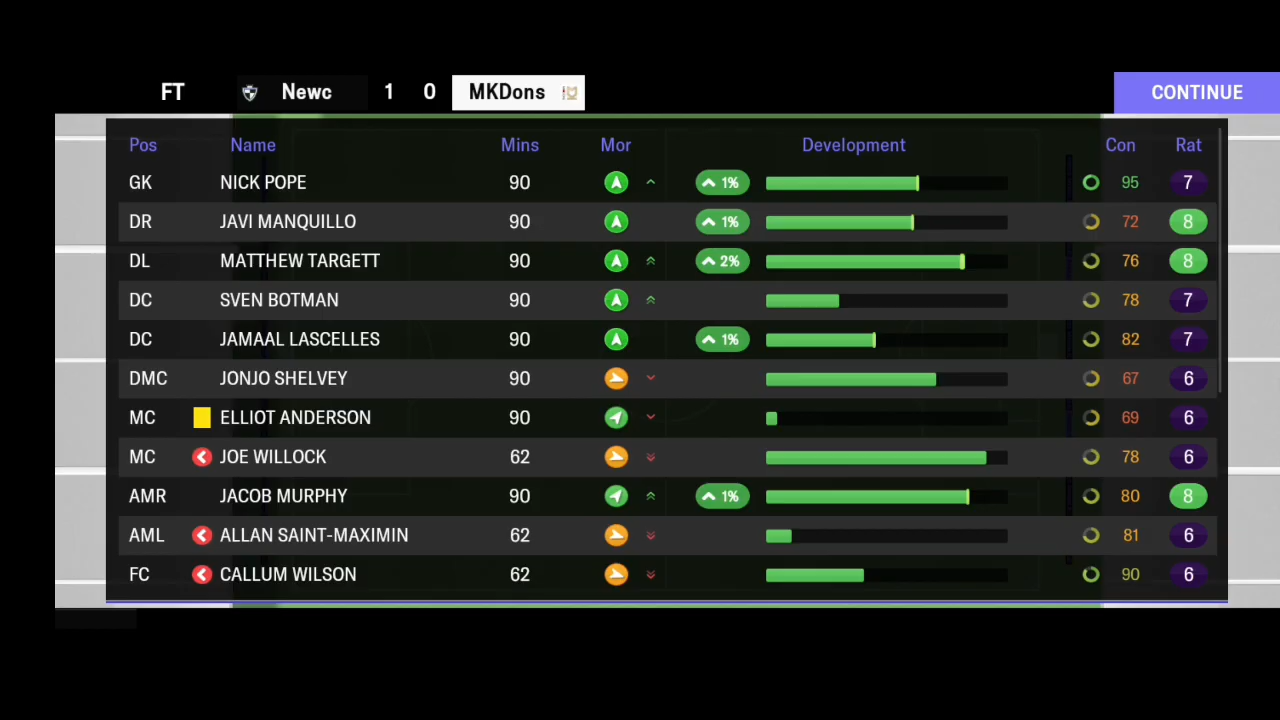 FT Newc 1 0 MKDons CONTINUE
Pos Name Mins Mor Development Con Rat
GK NICK POPE 90 1% 95 7
DR JAVI MANQUILLO 90 1% 72 8
DL MATTHEW TARGETT 90 2% 76 8
DC SVEN BOTMAN 90 78 7
DC JAMAAL LASCELLES 90 1% 82 7
DMC JONJO SHELVEY 90 67 6
MC ELLIOT ANDERSON 90 69 6
MC JOE WILLOCK 62 78 6
AMR JACOB MURPHY 90 1% 80 8
AML ALLAN SAINT-MAXIMIN 62 81 6
FC CALLUM WILSON 62 90 6